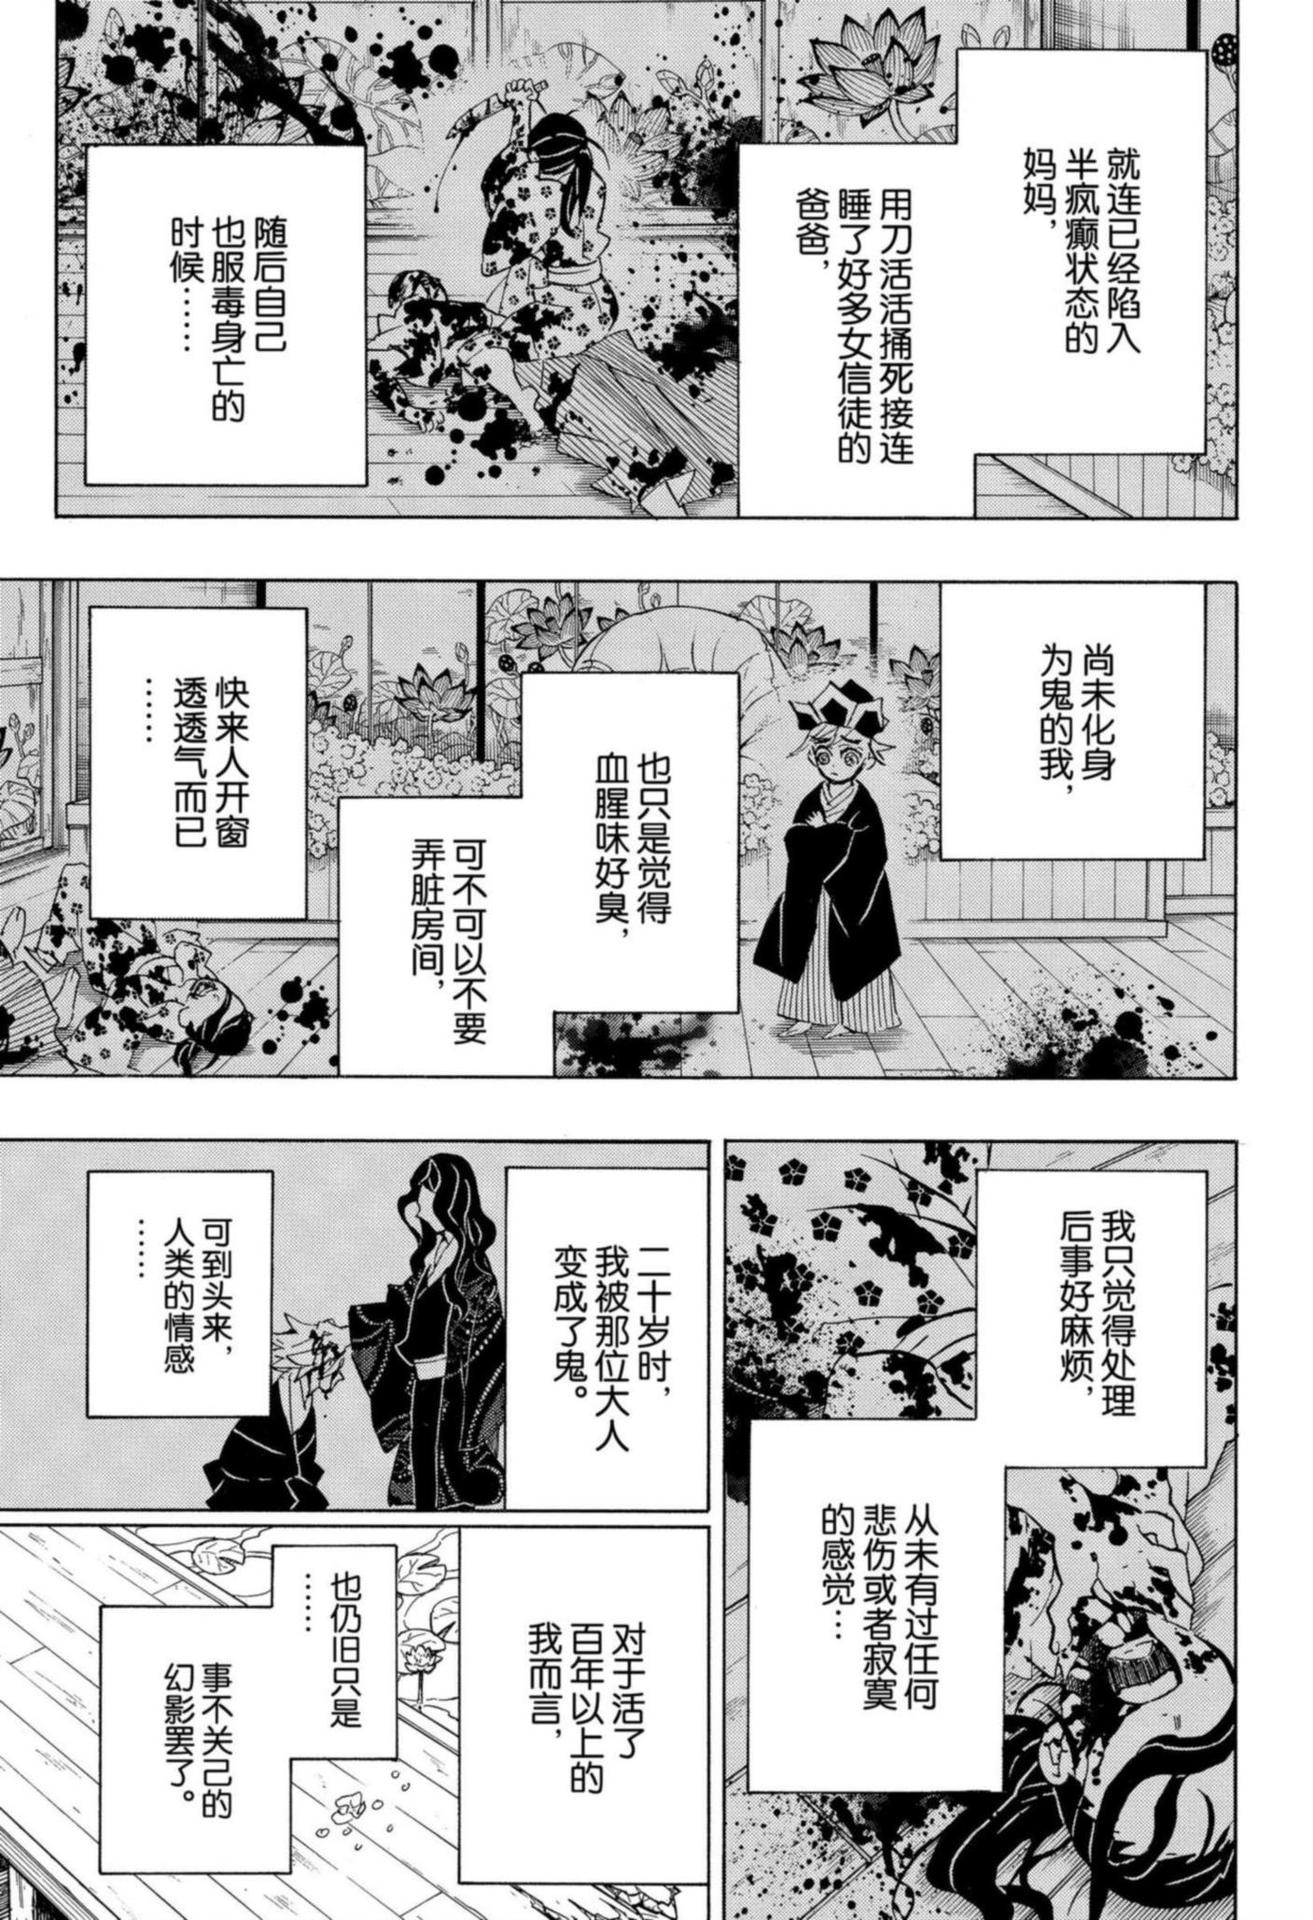 就连已经陷入
半疯癫状态的
妈妈，
用刀活活捅死接连
睡了好多女信徒的
爸爸，
随后自己
也服毒身亡的
时候……
尚未化身
为鬼的我，
也只是觉得
血腥味好臭，
可不可以不要
弄脏房间，
快来人开窗
透透气而已
……
我只觉得处理
后事好麻烦，
从未有过任何
悲伤或者寂寞
的感觉…
二十岁时，
我被那位大人
变成了鬼。
可到头来，
人类的情感
……
对于活了
百年以上的
我而言，
也仍旧只是
……
事不关己的
幻影罢了。